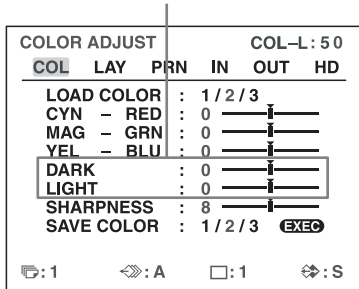 COLOR ADJUST COL–L:50
COL LAY PRN IN OUT HD
LOAD COLOR : 1/2/3
CYN – RED : 0
MAG – GRN : 0
YEL – BLU : 0
DARK : 0
LIGHT : 0
SHARPNESS : 8
SAVE COLOR : 1/2/3 EXEC
:1 :A :1 :S